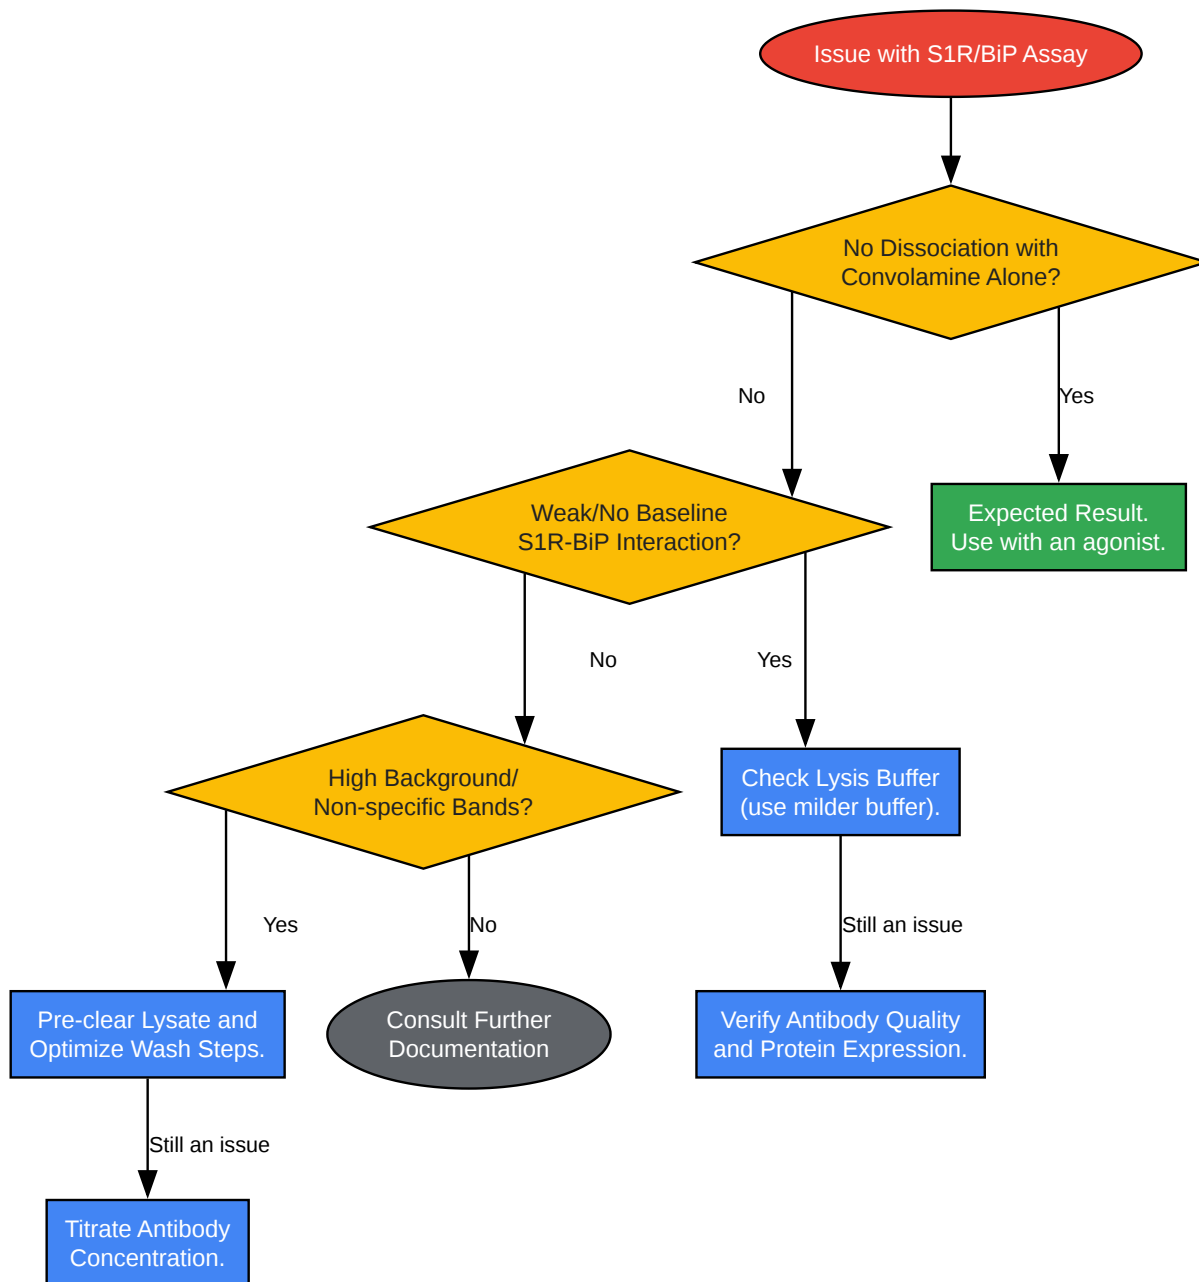 Issue with S1R/BiP Assay
No Dissociation with
Convolamine Alone?
No
Yes
Weak/No Baseline
S1R-BiP Interaction?
Expected Result.
Use with an agonist.
No
Yes
High Background/
Non-specific Bands?
Check Lysis Buffer
(use milder buffer).
Yes
No
Still an issue
Pre-clear Lysate and
Optimize Wash Steps.
Consult Further
Documentation
Verify Antibody Quality
and Protein Expression.
Still an issue
Titrate Antibody
Concentration.